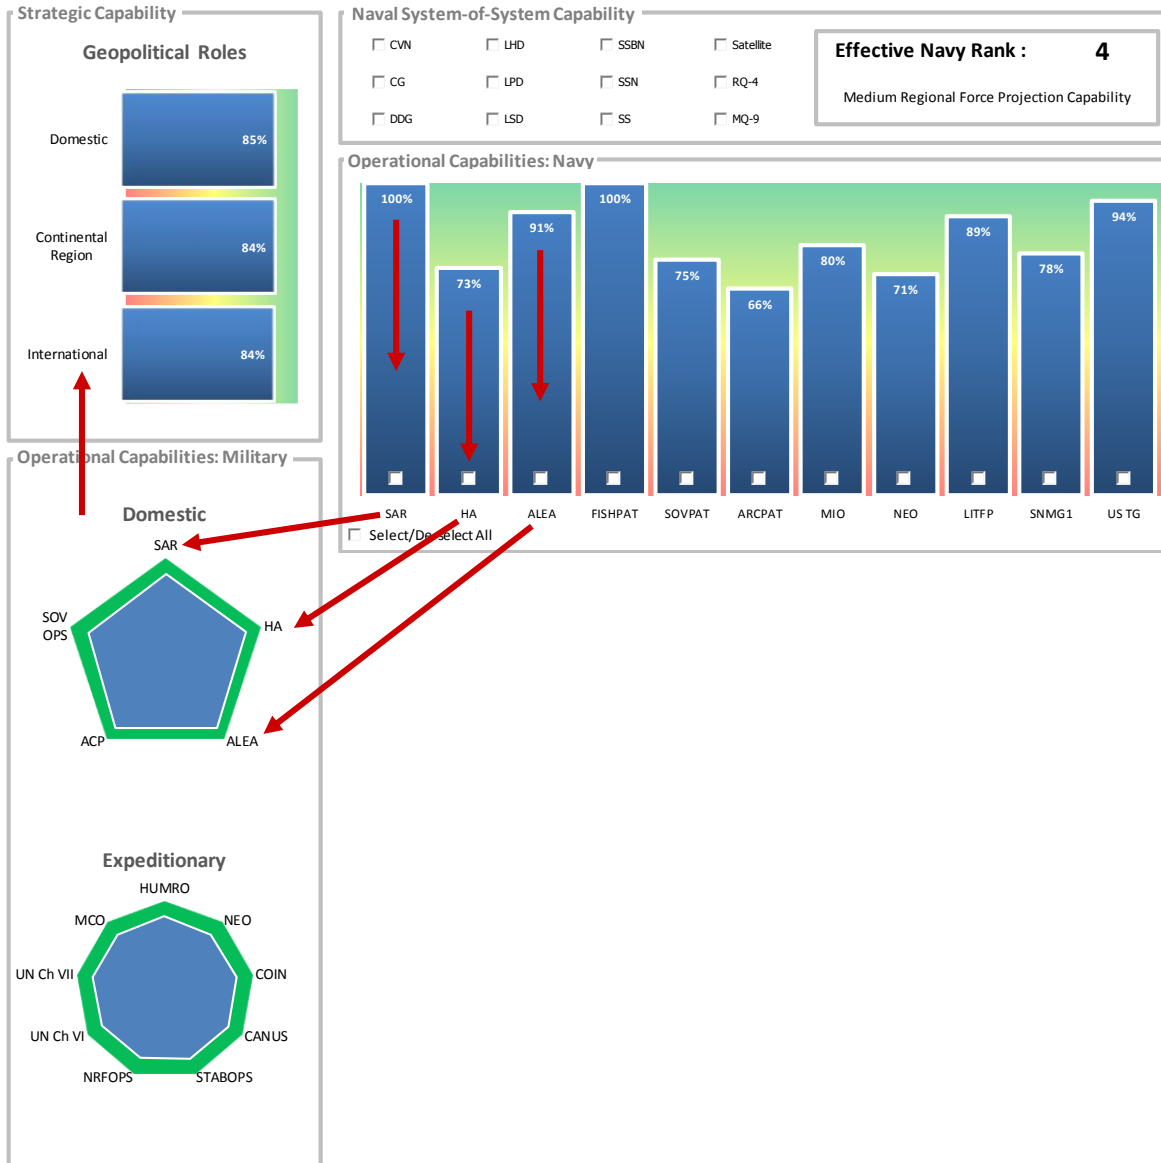 Strategic Capability
Geopolitical Roles
Domestic
85%
Continental
Region
84%
International
84%
Naval System-of-System Capability
CVN
LHD
SSBN
Satellite
CG
LPD
SSN
RQ-4
DDG
LSD
SS
MQ-9
Effective Navy Rank :
4
Medium Regional Force Projection Capability
Operational Capabilities: Navy
100%
73%
91%
100%
75%
66%
80%
71%
89%
78%
94%
SAR
HA
ALEA
FISHPAT
SOVPAT
ARCPAT
MIO
NEO
LITFP
SNMG1
US TG
Select/De-select All
Operational Capabilities: Military
Domestic
SAR
HA
ALEA
ACP
SOV
OPS
Expeditionary
HUMRO
NEO
COIN
CANUS
STABOPS
NRFOPS
UN Ch VI
UN Ch VII
MCO